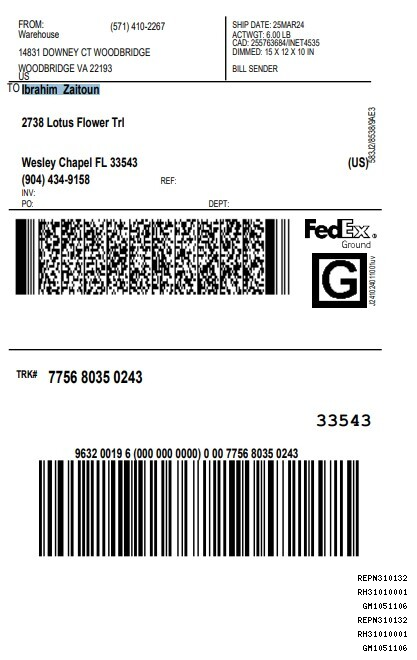 FROM: (571) 410-2267
Warehouse
14831 DOWNEY CT WOODBRIDGE
WOODBRIDGE VA 22193
US
SHIP DATE: 25MAR24
ACTWGT: 6.00 LB
CAD: 255763684/INET4535
DIMMED: 15 X 12 X 10 IN
BILL SENDER
TO Ibrahim Zaitoun
2738 Lotus Flower Trl
Wesley Chapel FL 33543 (US)
(904) 434-9158 REF:
INV:
PO: DEPT:
583J2/8538/9AE3
FedEx®
Ground
G
J241024011001uv
TRK# 7756 8035 0243
33543
9632 0019 6 (000 000 0000) 0 00 7756 8035 0243
REPN310132
RH31010001
GM1051106
REPN310132
RH31010001
GM1051106